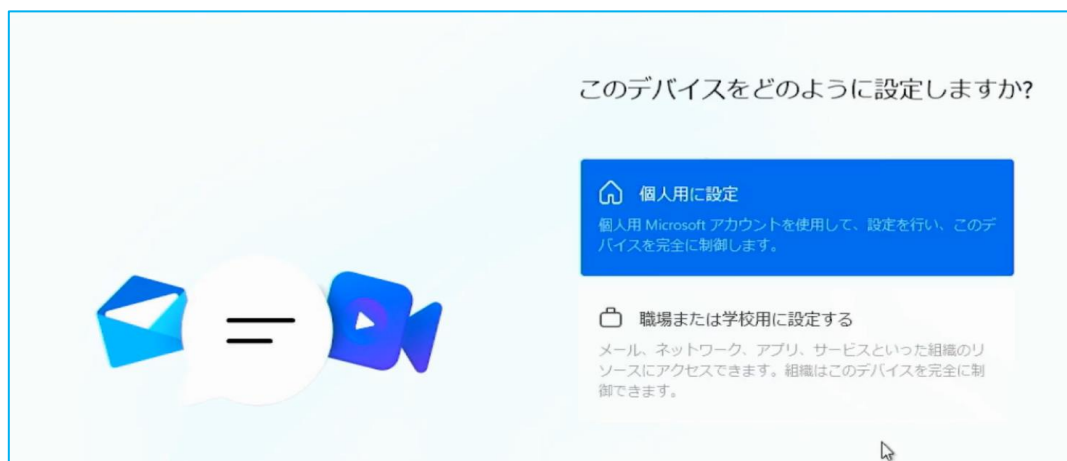 このデバイスをどのように設定しますか?
個人用に設定
個人用 Microsoft アカウントを使用して、設定を行い、このデ
バイスを完全に制御します。
職場または学校用に設定する
メール、ネットワーク、アプリ、サービスといった組織のリ
ソースにアクセスできます。組織はこのデバイスを完全に制
御できます。